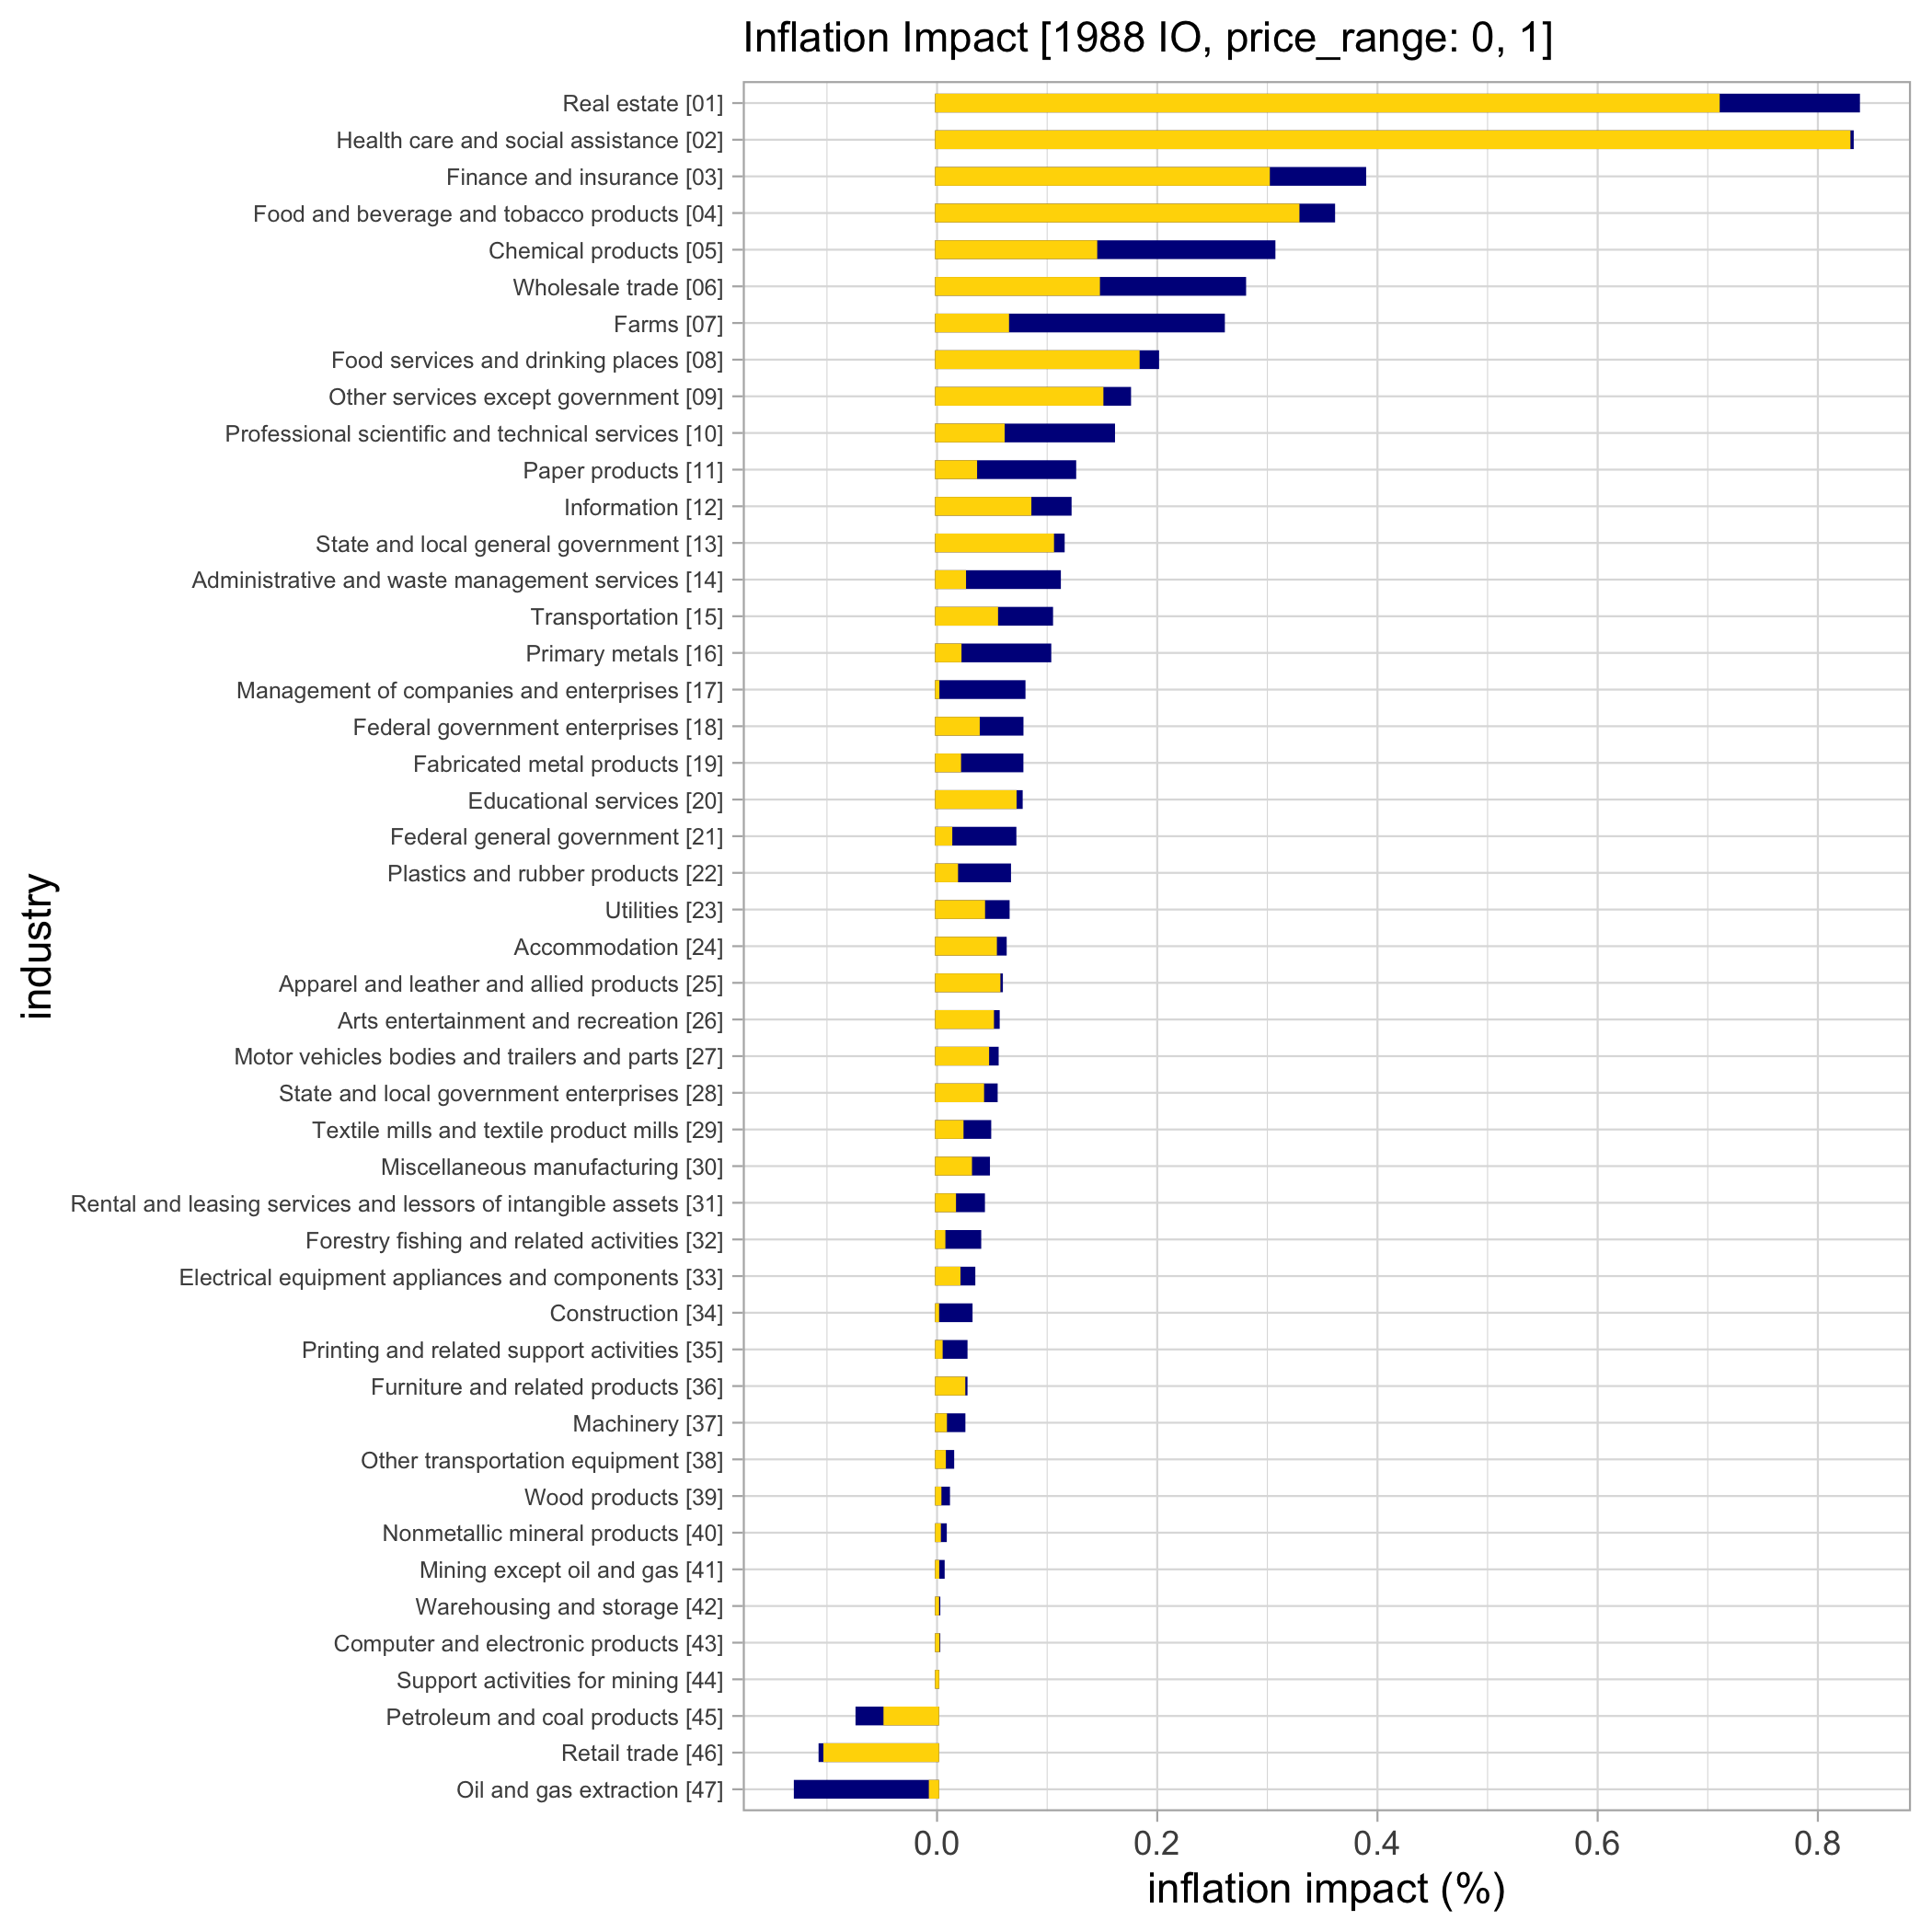 Inflation Impact [1988 IO, price_range: 0, 1]
Real estate [01]
Health care and social assistance [02]
Finance and insurance [03]
Food and beverage and tobacco products [04]
Chemical products [05]
Wholesale trade [06]
Farms [07]
Food services and drinking places [08]
Other services except government [09]
Professional scientific and technical services [10]
Paper products [11]
Information [12]
State and local general government [13]
Administrative and waste management services [14]
Transportation [15]
Primary metals [16]
Management of companies and enterprises [17]
Federal government enterprises [18]
Fabricated metal products [19]
Educational services [20]
Federal general government [21]
Plastics and rubber products [22]
Utilities [23]
Accommodation [24]
Apparel and leather and allied products [25]
Arts entertainment and recreation [26]
Motor vehicles bodies and trailers and parts [27]
State and local government enterprises [28]
Textile mills and textile product mills [29]
Miscellaneous manufacturing [30]
Rental and leasing services and lessors of intangible assets [31]
Forestry fishing and related activities [32]
Electrical equipment appliances and components [33]
Construction [34]
Printing and related support activities [35]
Furniture and related products [36]
Machinery [37]
Other transportation equipment [38]
Wood products [39]
Nonmetallic mineral products [40]
Mining except oil and gas [41]
Warehousing and storage [42]
Computer and electronic products [43]
Support activities for mining [44]
Petroleum and coal products [45]
Retail trade [46]
Oil and gas extraction [47]
industry
0.0 0.2 0.4 0.6 0.8
inflation impact (%)